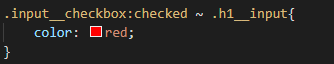 .input__checkbox:checked ~ .h1__input{
    color: red;
}